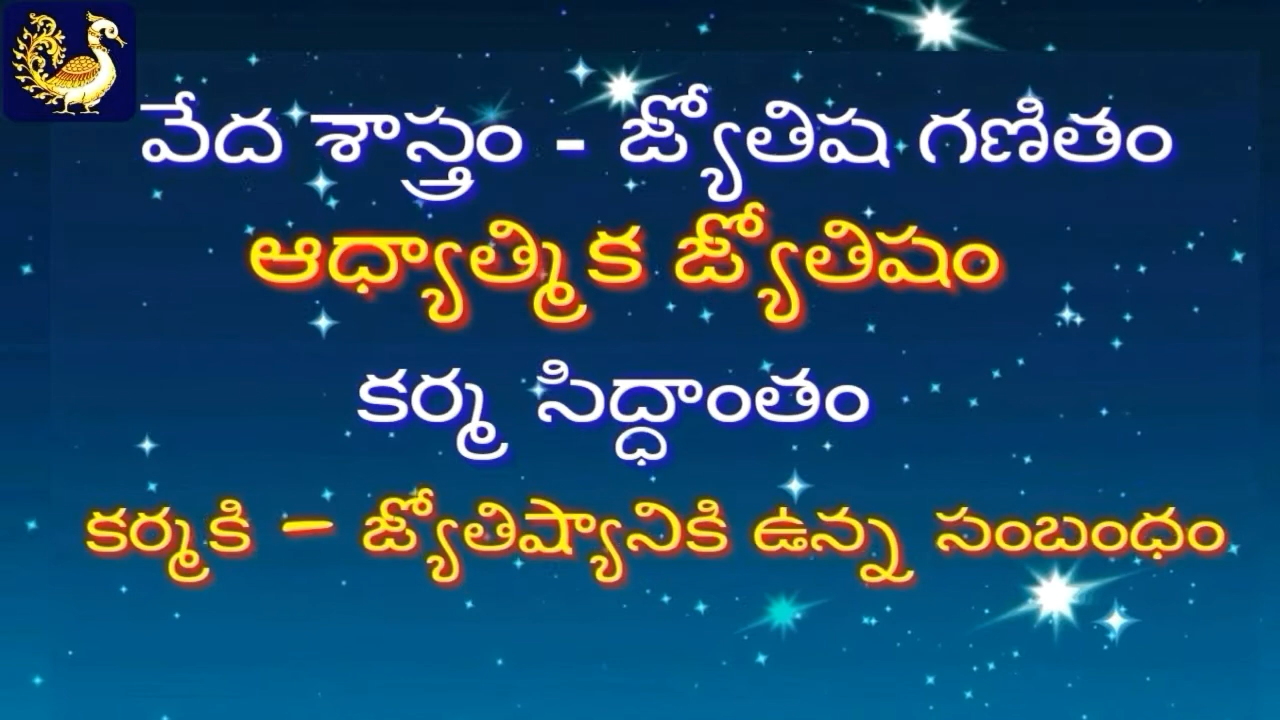 వేద శాస్త్రం - జ్యోతిష గణితం
ఆధ్యాత్మిక జ్యోతిషం
కర్మ సిద్ధాంతం
కర్మకి – జ్యోతిష్యానికి ఉన్న సంబంధం